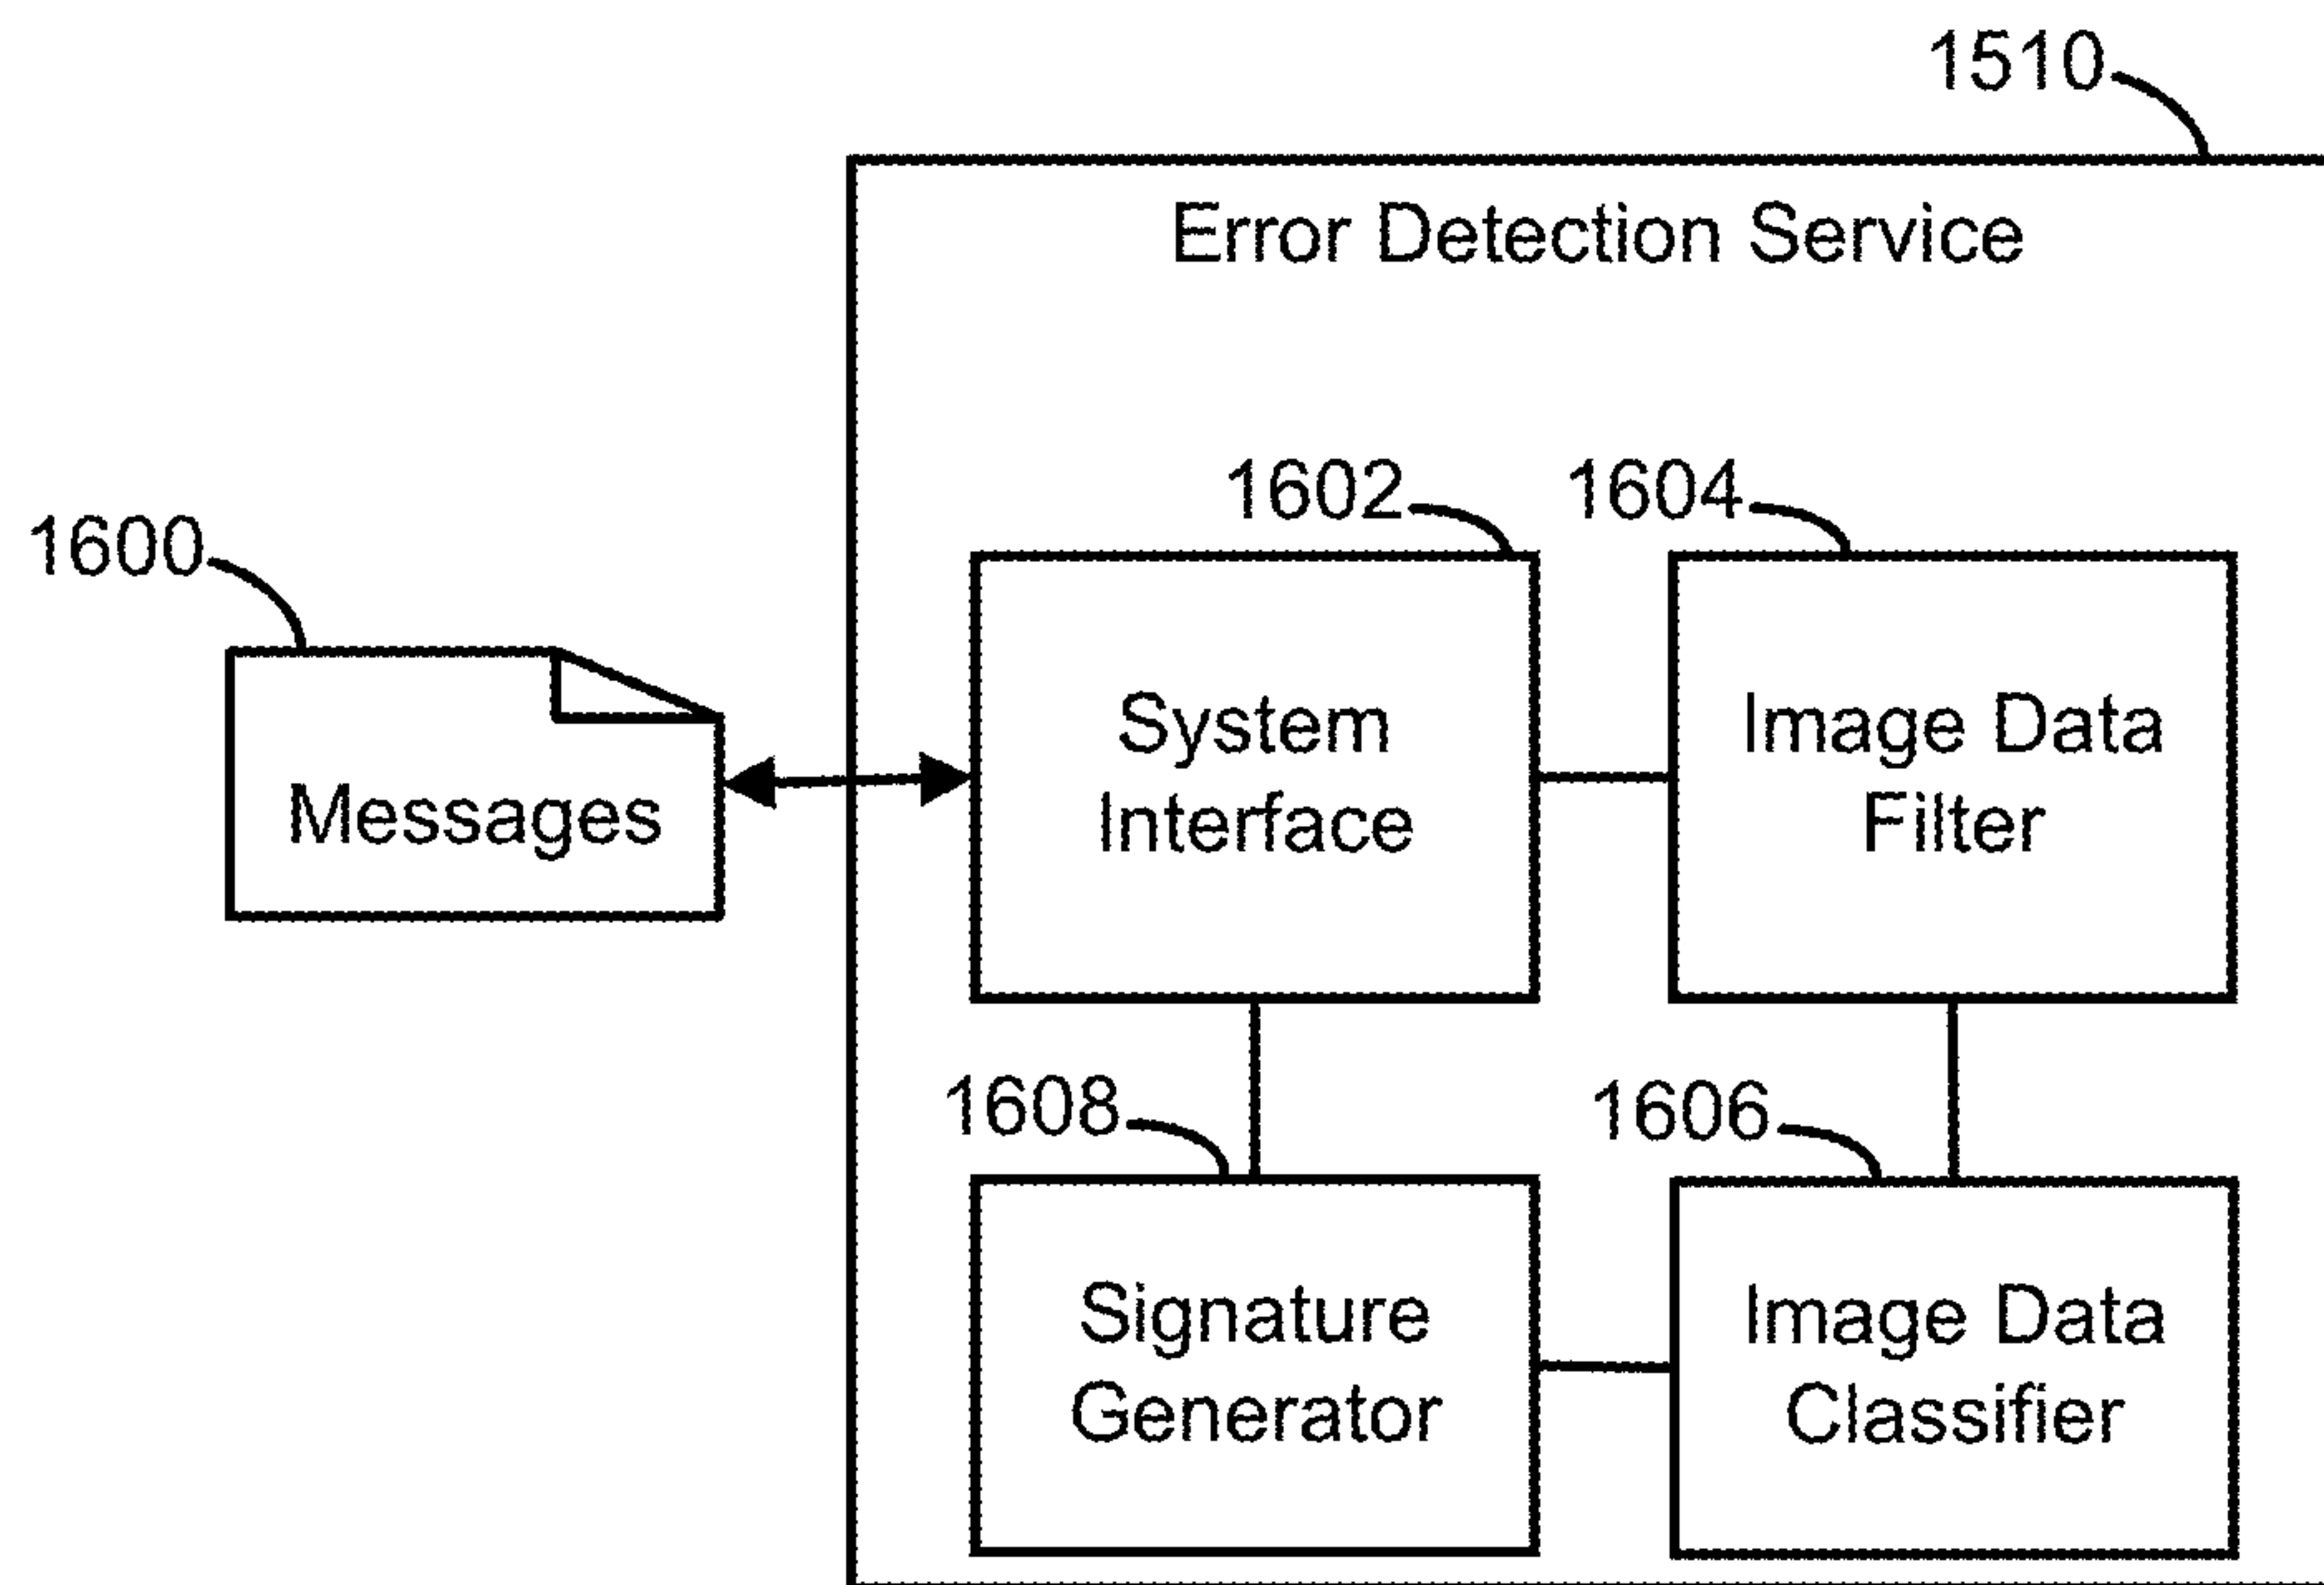 1510
Error Detection Service
1602
1604
1600
System
Interface
Image Data
Filter
Messages
1608
1606
Signature
Generator
Image Data
Classifier